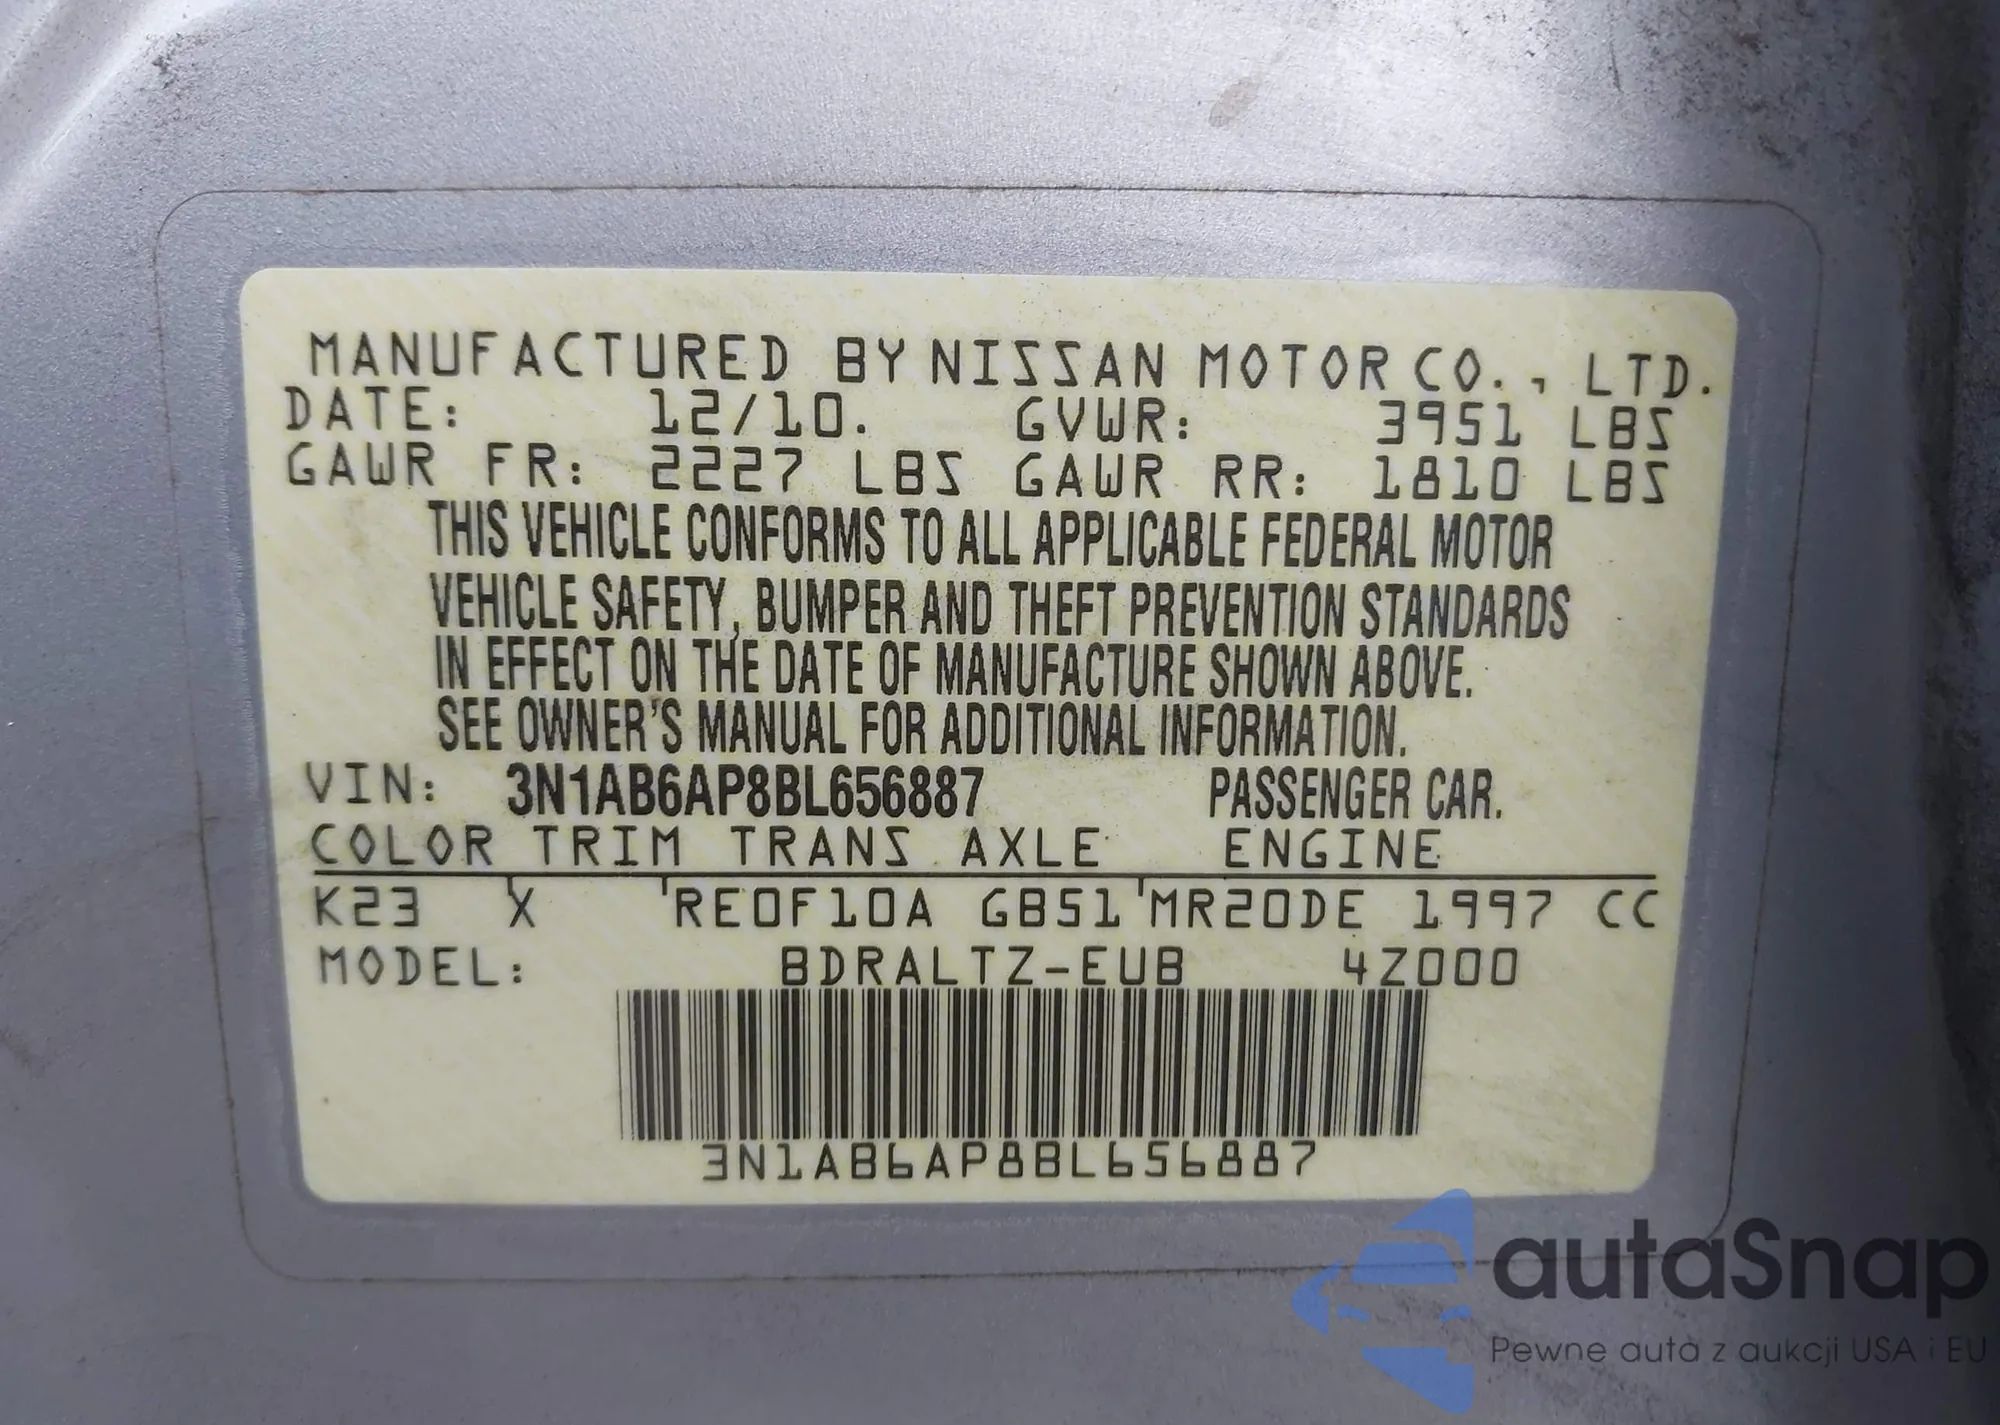 MANUFACTURED BY NISSAN MOTOR CO., LTD.
DATE: 12/10. GVWR: 3951 LBS
GAWR FR: 2227 LBS GAWR RR: 1810 LBS
THIS VEHICLE CONFORMS TO ALL APPLICABLE FEDERAL MOTOR
VEHICLE SAFETY, BUMPER AND THEFT PREVENTION STANDARDS
IN EFFECT ON THE DATE OF MANUFACTURE SHOWN ABOVE.
SEE OWNER'S MANUAL FOR ADDITIONAL INFORMATION.
VIN: 3N1AB6AP8BL656887 PASSENGER CAR.
COLOR TRIM TRANS AXLE ENGINE
K23 X RE0F10A GB51 MR20DE 1997 CC
MODEL: BDRALTZ-EUB 4Z000
3N1AB6AP8BL656887
autaSnap
Pewne auta z aukcji USA i EU